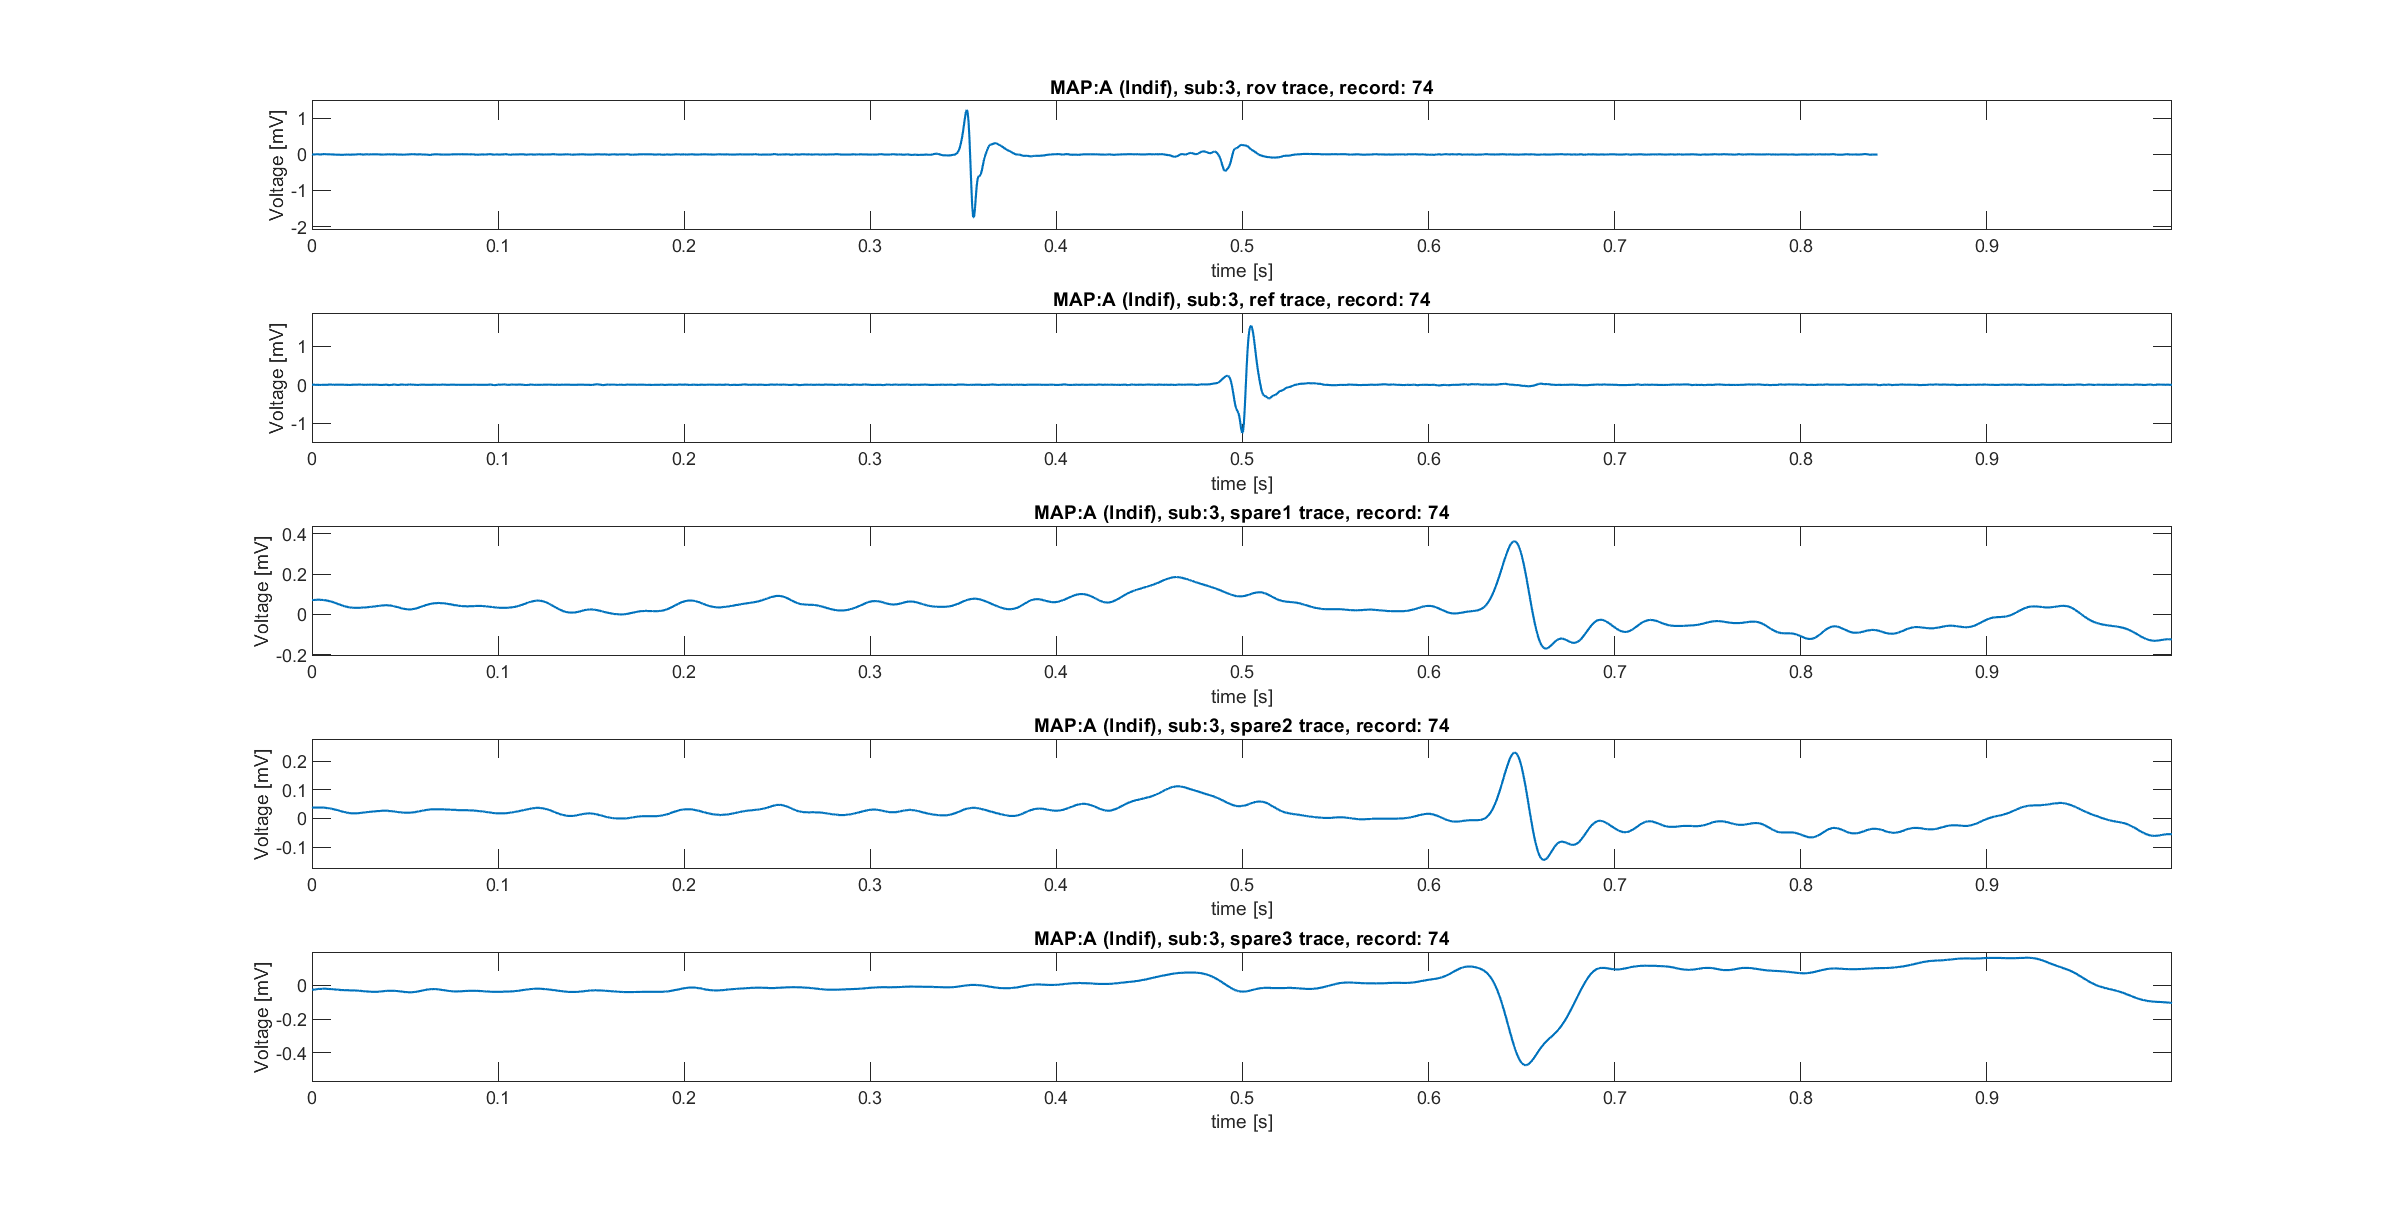 MAP:A (Indif), sub:3, rov trace, record: 74
Voltage [mV]
1
0
-1
-2
0 0.1 0.2 0.3 0.4 0.5 0.6 0.7 0.8 0.9
time [s]
MAP:A (Indif), sub:3, ref trace, record: 74
Voltage [mV]
1
0
-1
0 0.1 0.2 0.3 0.4 0.5 0.6 0.7 0.8 0.9
time [s]
MAP:A (Indif), sub:3, spare1 trace, record: 74
Voltage [mV]
0.4
0.2
0
-0.2
0 0.1 0.2 0.3 0.4 0.5 0.6 0.7 0.8 0.9
time [s]
MAP:A (Indif), sub:3, spare2 trace, record: 74
Voltage [mV]
0.2
0.1
0
-0.1
0 0.1 0.2 0.3 0.4 0.5 0.6 0.7 0.8 0.9
time [s]
MAP:A (Indif), sub:3, spare3 trace, record: 74
Voltage [mV]
0
-0.2
-0.4
0 0.1 0.2 0.3 0.4 0.5 0.6 0.7 0.8 0.9
time [s]